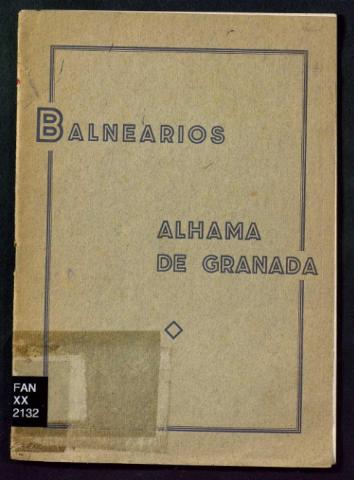 BALNEARIOS
ALHAMA
DE GRANADA
FAN
XX
2132